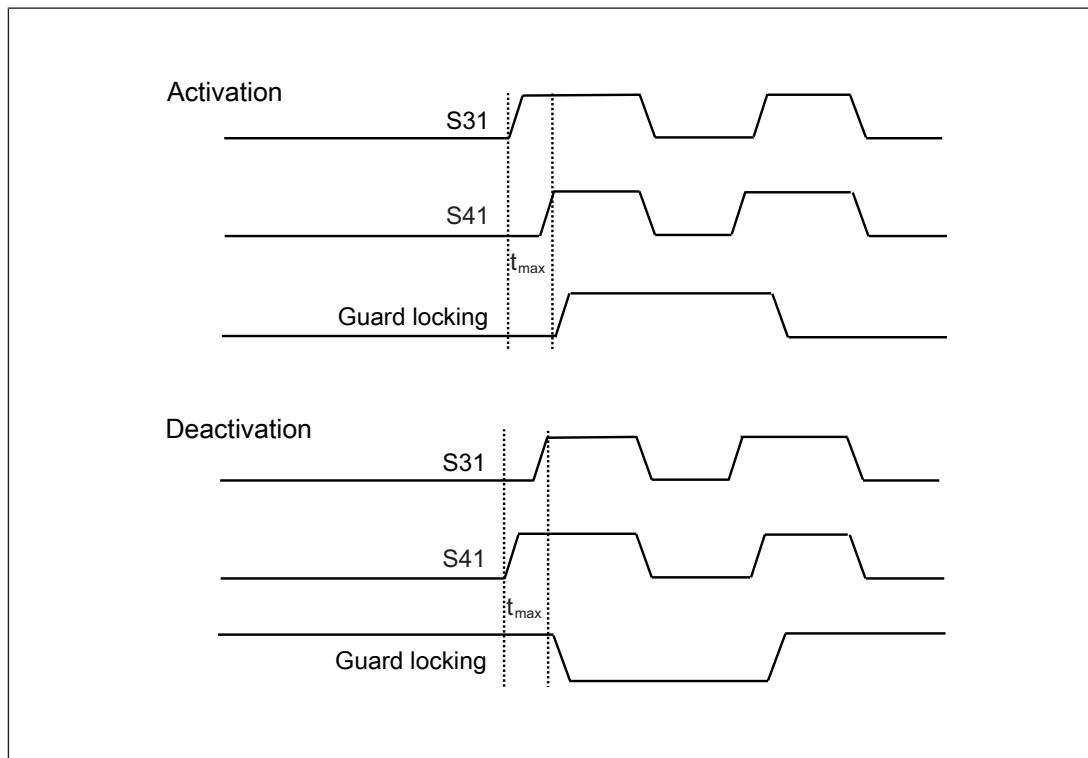 Activation
S31
S41
tmax
Guard locking
Deactivation
S31
S41
tmax
Guard locking